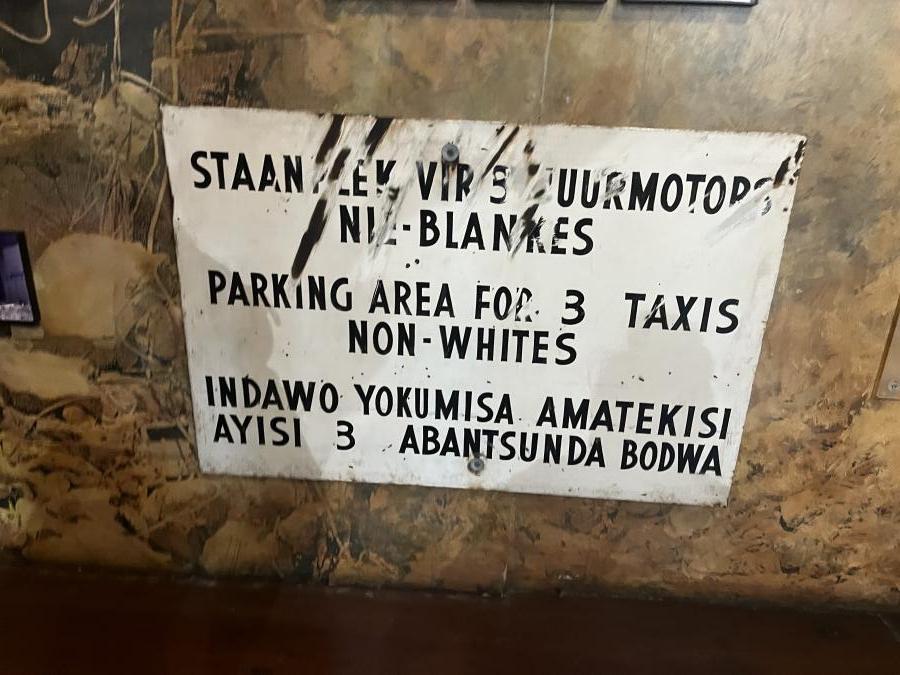 STAANPLEK VIR 3 HUURMOTORS
NIE-BLANKES
PARKING AREA FOR 3 TAXIS
NON-WHITES
INDAWO YOKUMISA AMATEKISI
AYISI 3 ABANTSUNDA BODWA